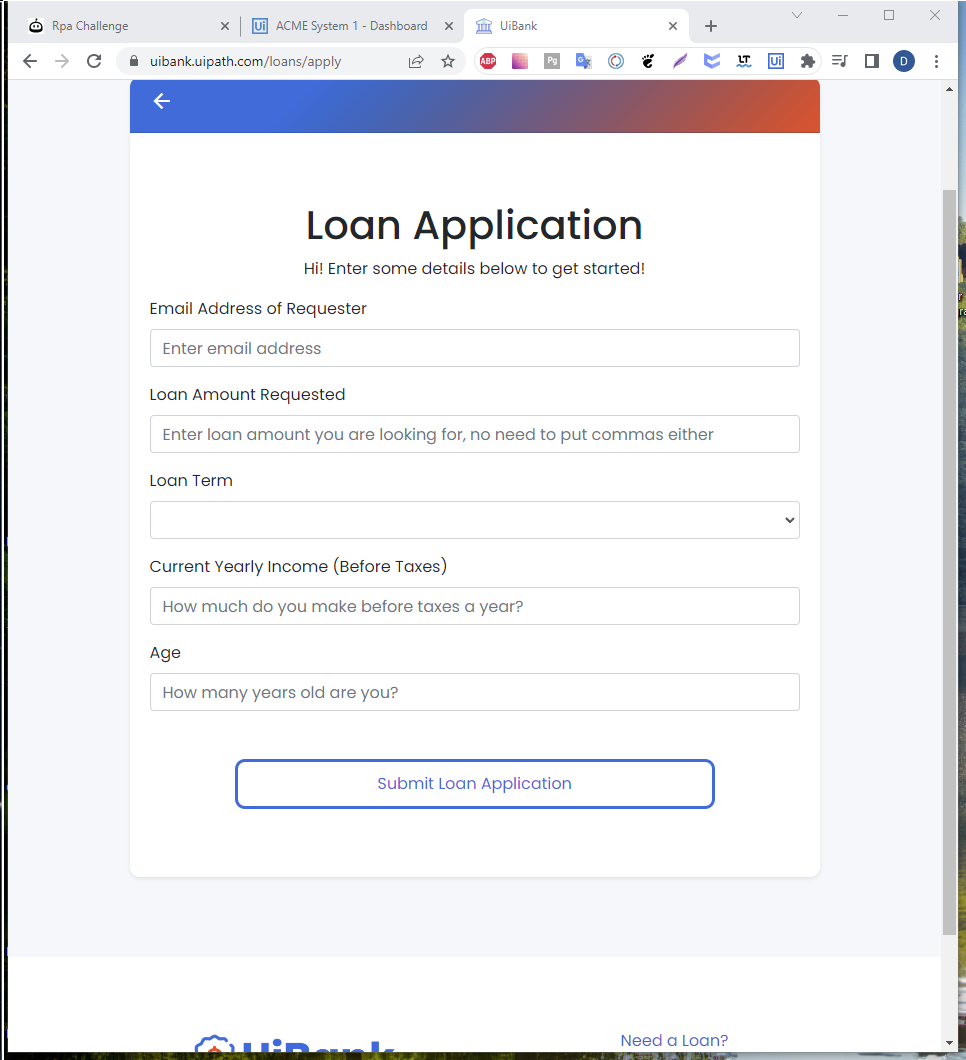 Rpa Challenge
ACME System 1 - Dashboard
UiBank
uibank.uipath.com/loans/apply
ABP
Pg
LT
Ui
D
Loan Application
Hi! Enter some details below to get started!
Email Address of Requester
Enter email address
Loan Amount Requested
Enter loan amount you are looking for, no need to put commas either
Loan Term
Current Yearly Income (Before Taxes)
How much do you make before taxes a year?
Age
How many years old are you?
Submit Loan Application
UiBank
Need a Loan?